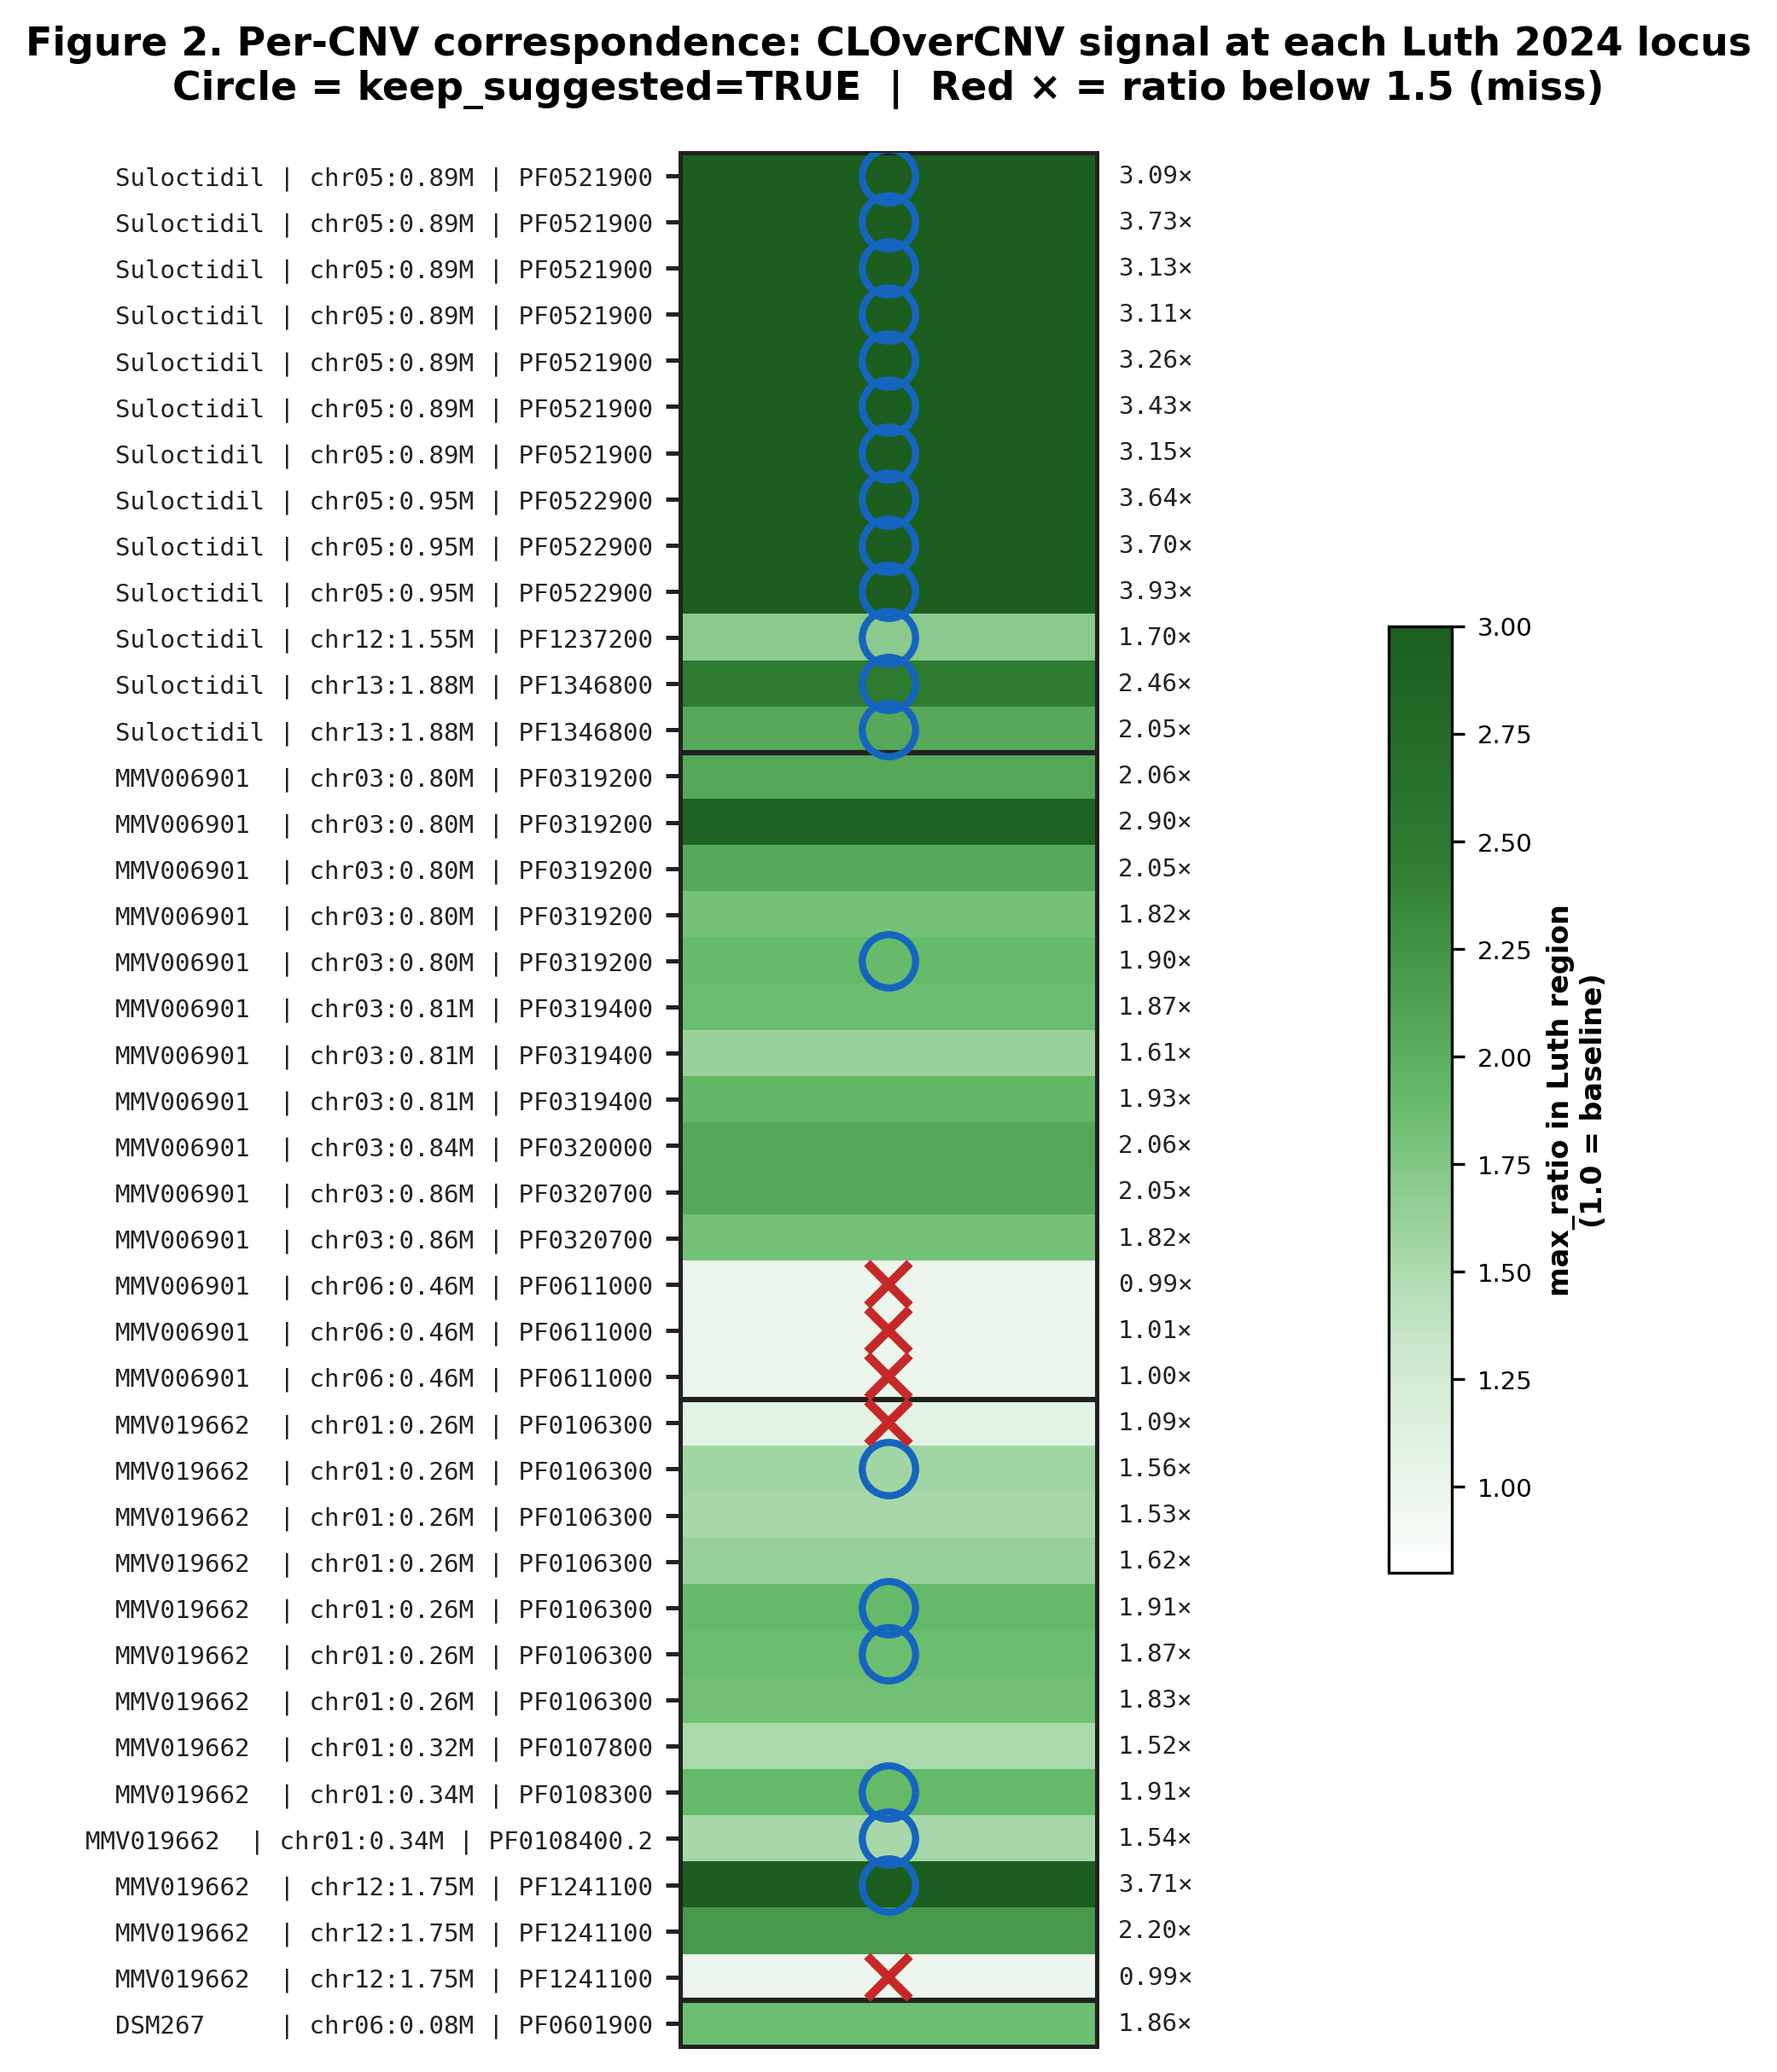 Figure 2. Per-CNV correspondence: CLOverCNV signal at each Luth 2024 locus
Circle = keep_suggested=TRUE | Red × = ratio below 1.5 (miss)
Suloctidil | chr05:0.89M | PF0521900 3.09×
Suloctidil | chr05:0.89M | PF0521900 3.73×
Suloctidil | chr05:0.89M | PF0521900 3.13×
Suloctidil | chr05:0.89M | PF0521900 3.11×
Suloctidil | chr05:0.89M | PF0521900 3.26×
Suloctidil | chr05:0.89M | PF0521900 3.43×
Suloctidil | chr05:0.89M | PF0521900 3.15×
Suloctidil | chr05:0.95M | PF0522900 3.64×
Suloctidil | chr05:0.95M | PF0522900 3.70×
Suloctidil | chr05:0.95M | PF0522900 3.93×
Suloctidil | chr12:1.55M | PF1237200 1.70×
Suloctidil | chr13:1.88M | PF1346800 2.46×
Suloctidil | chr13:1.88M | PF1346800 2.05×
MMV006901 | chr03:0.80M | PF0319200 2.06×
MMV006901 | chr03:0.80M | PF0319200 2.90×
MMV006901 | chr03:0.80M | PF0319200 2.05×
MMV006901 | chr03:0.80M | PF0319200 1.82×
MMV006901 | chr03:0.80M | PF0319200 1.90×
MMV006901 | chr03:0.81M | PF0319400 1.87×
MMV006901 | chr03:0.81M | PF0319400 1.61×
MMV006901 | chr03:0.81M | PF0319400 1.93×
MMV006901 | chr03:0.84M | PF0320000 2.06×
MMV006901 | chr03:0.86M | PF0320700 2.05×
MMV006901 | chr03:0.86M | PF0320700 1.82×
MMV006901 | chr06:0.46M | PF0611000 0.99×
MMV006901 | chr06:0.46M | PF0611000 1.01×
MMV006901 | chr06:0.46M | PF0611000 1.00×
MMV019662 | chr01:0.26M | PF0106300 1.09×
MMV019662 | chr01:0.26M | PF0106300 1.56×
MMV019662 | chr01:0.26M | PF0106300 1.53×
MMV019662 | chr01:0.26M | PF0106300 1.62×
MMV019662 | chr01:0.26M | PF0106300 1.91×
MMV019662 | chr01:0.26M | PF0106300 1.87×
MMV019662 | chr01:0.26M | PF0106300 1.83×
MMV019662 | chr01:0.32M | PF0107800 1.52×
MMV019662 | chr01:0.34M | PF0108300 1.91×
MMV019662 | chr01:0.34M | PF0108400.2 1.54×
MMV019662 | chr12:1.75M | PF1241100 3.71×
MMV019662 | chr12:1.75M | PF1241100 2.20×
MMV019662 | chr12:1.75M | PF1241100 0.99×
DSM267 | chr06:0.08M | PF0601900 1.86×
3.00
2.75
2.50
2.25
2.00
1.75
1.50
1.25
1.00
max_ratio in Luth region
(1.0 = baseline)